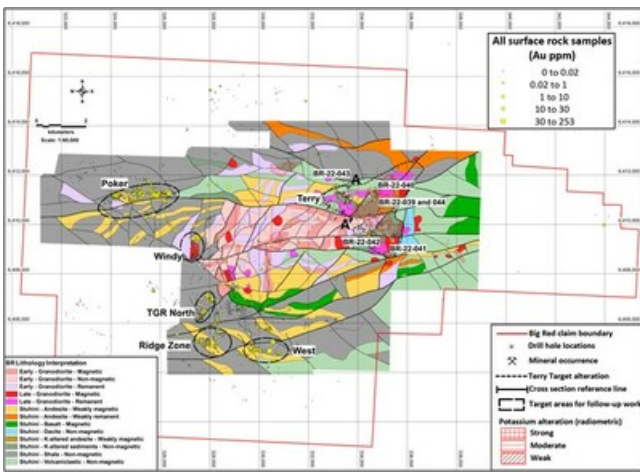 All surface rock samples
(Au ppm)
0 to 0.02
0.02 to 1
1 to 10
10 to 30
30 to 253
kilometers
Scale: 1:60,000
BR-22-043
A
BR-22-040
Poker
Terry
BR-22-039 and 044
A'
BR-22-042
BR-22-041
Windy
TGR North
Ridge Zone
West
BR Lithology Interpretation
Early - Granodiorite - Magnetic
Early - Granodiorite - Non-magnetic
Early - Granodiorite - Remanent
Late - Granodiorite - Magnetic
Late - Granodiorite - Remanent
Stuhini - Andesite - Weakly magnetic
Stuhini - Andesite - Weakly remanent
Stuhini - Basalt - Magnetic
Stuhini - Dacite - Non-magnetic
Stuhini - K-altered andesite - Weakly magnetic
Stuhini - K-altered sediments - Non-magnetic
Stuhini - Shale - Non-magnetic
Stuhini - Volcaniclastic - Non-magnetic
Big Red claim boundary
Drill hole locations
Mineral occurrence
Terry Target alteration
Cross section reference line
Target areas for follow-up work
Potassium alteration (radiometric)
Strong
Moderate
Weak